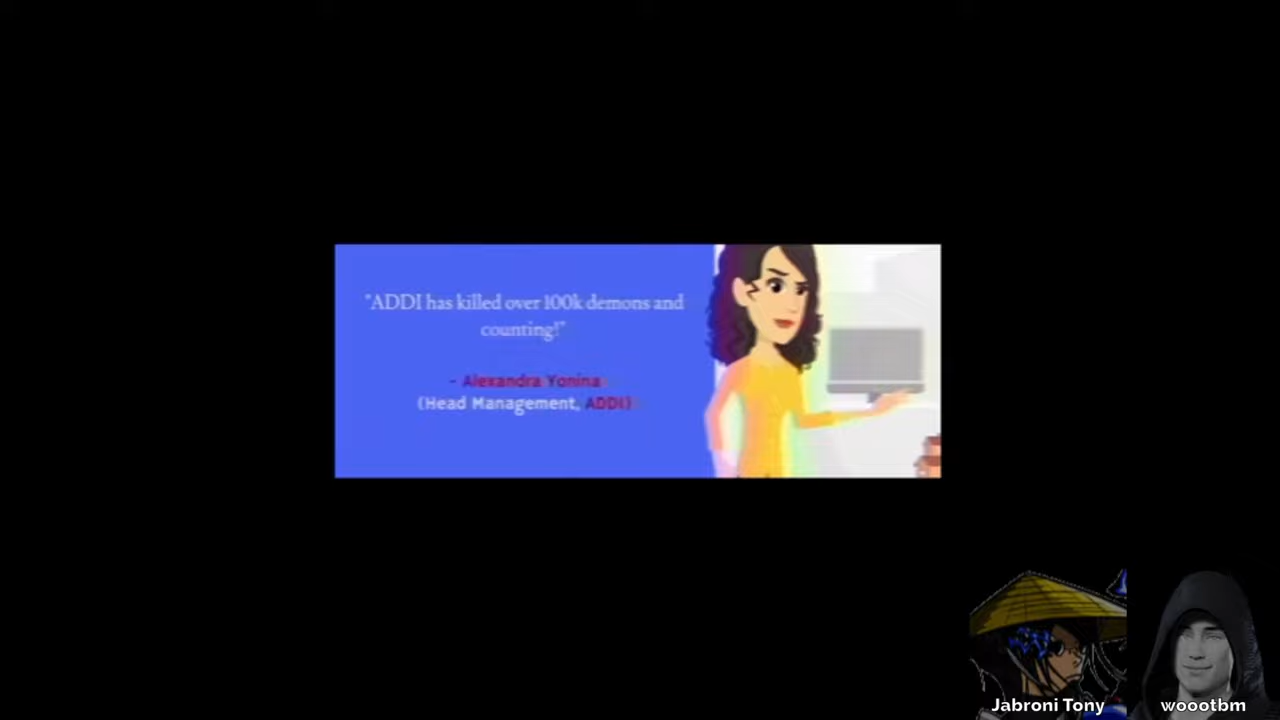 "ADDI has killed over 100k demons and
counting!"
- Alexandra Yonina
(Head Management, ADDI)
Jabroni Tony
woootbm